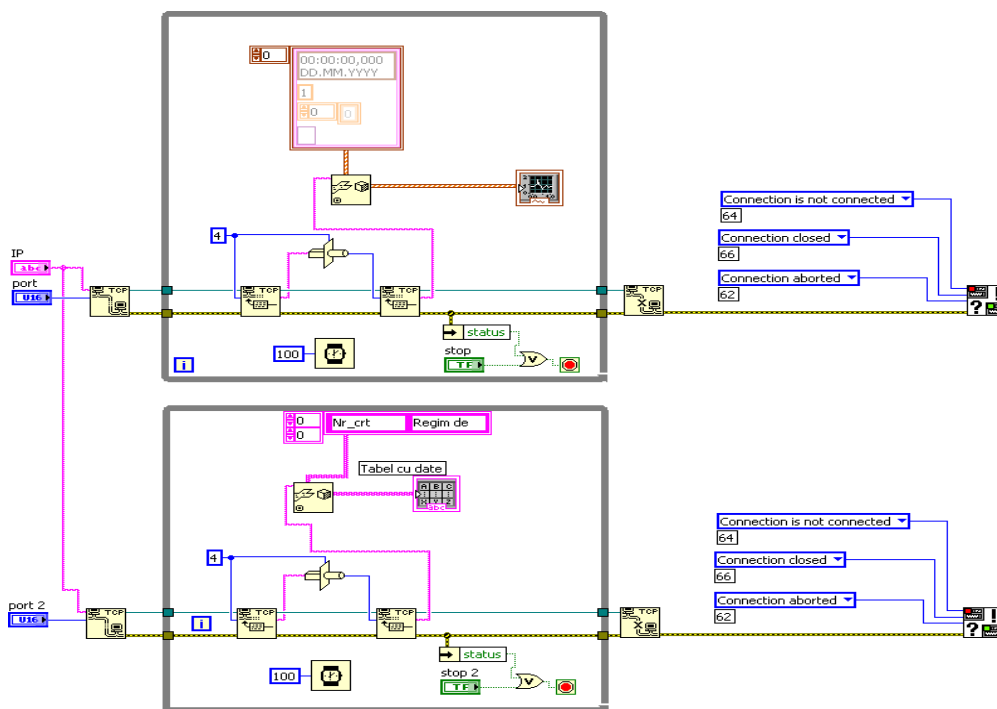 0
00:00:00,000
DD.MM.YYYY
1
0
0
4
IP
abc
port
U16
TCP
TCP
TCP
TCP
Connection is not connected
64
Connection closed
66
Connection aborted
62
?
!
status
stop
TF
V
100
i
0
0
Nr_crt
Regim de
Tabel cu date
A B C
X Y Z
abc
4
port 2
U16
TCP
i
TCP
TCP
TCP
Connection is not connected
64
Connection closed
66
Connection aborted
62
?
!
status
stop 2
TF
V
100